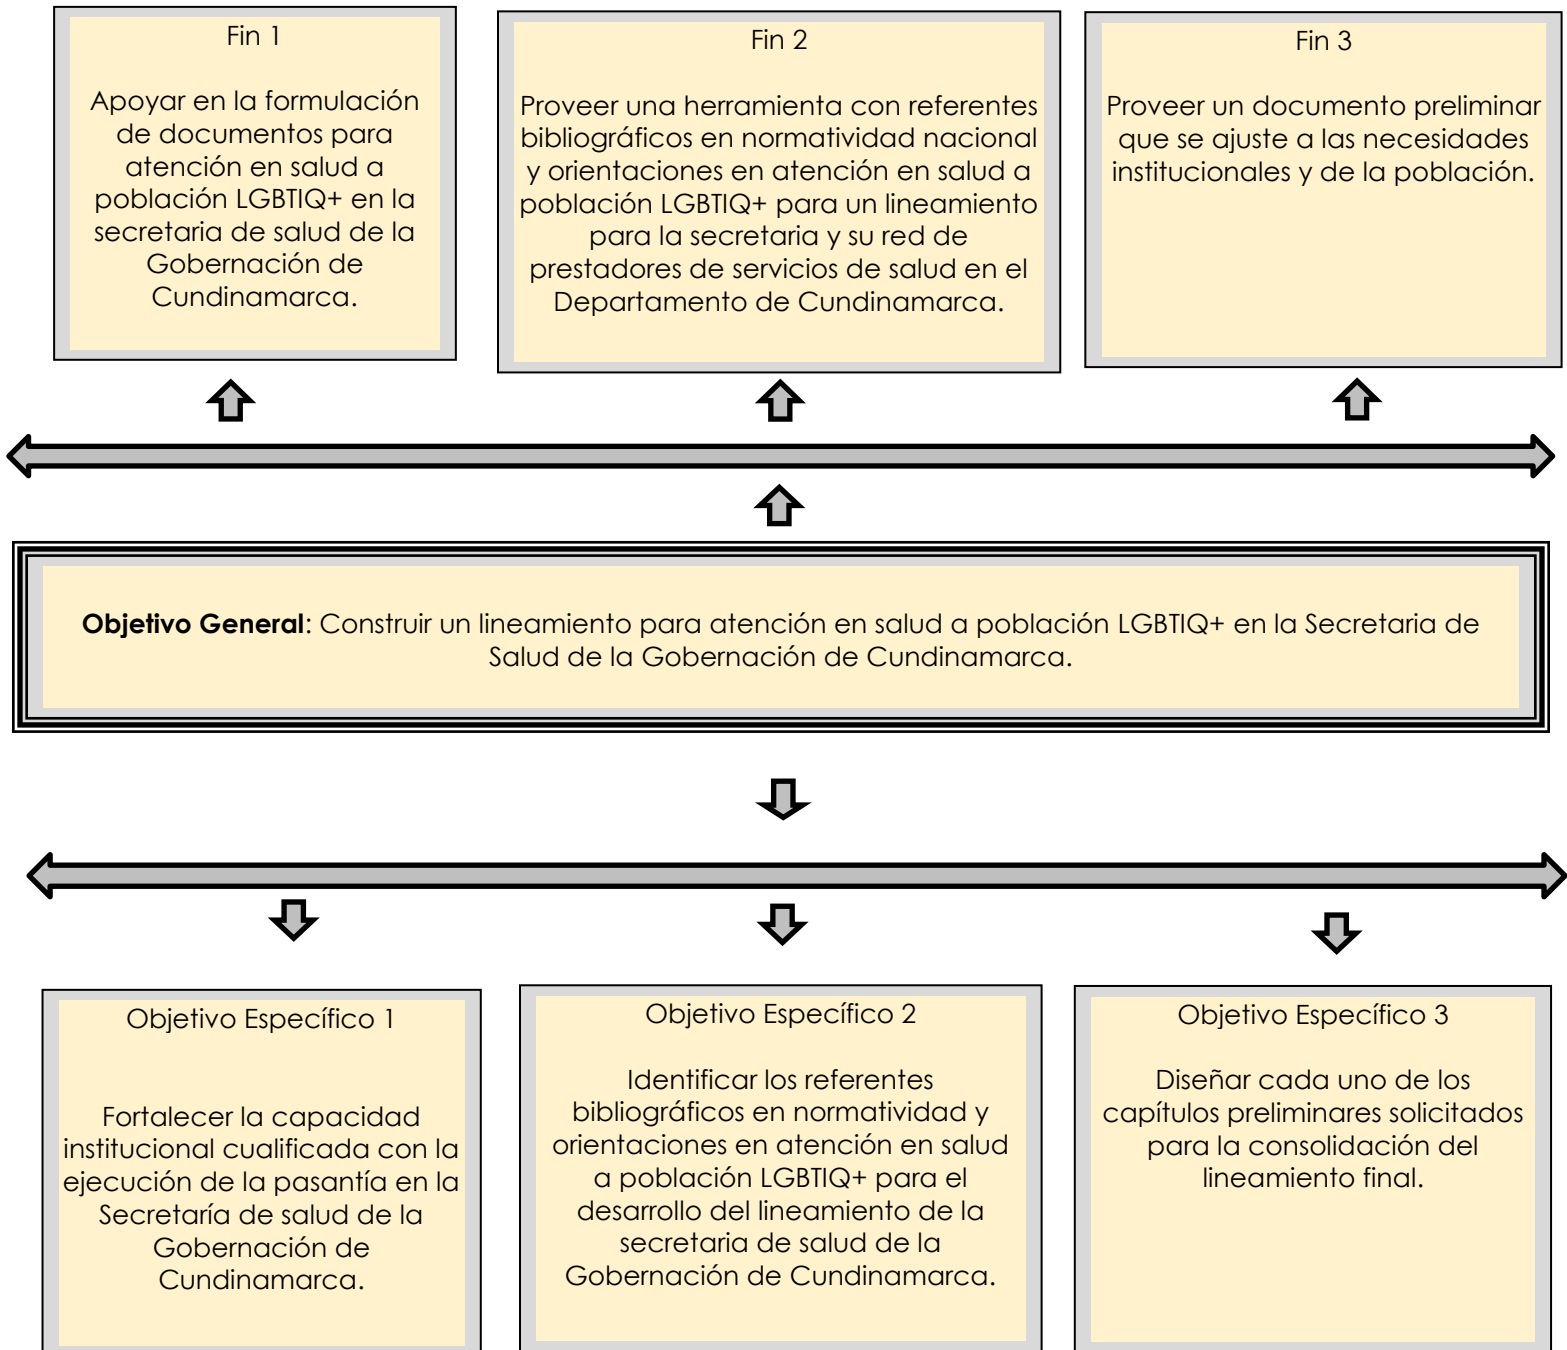 Fin 1
Apoyar en la formulación
de documentos para
atención en salud a
población LGBTIQ+ en la
secretaria de salud de la
Gobernación de
Cundinamarca.
Fin 2
Proveer una herramienta con referentes
bibliográficos en normatividad nacional
y orientaciones en atención en salud a
población LGBTIQ+ para un lineamiento
para la secretaria y su red de
prestadores de servicios de salud en el
Departamento de Cundinamarca.
Fin 3
Proveer un documento preliminar
que se ajuste a las necesidades
institucionales y de la población.
Objetivo General: Construir un lineamiento para atención en salud a población LGBTIQ+ en la Secretaria de
Salud de la Gobernación de Cundinamarca.
Objetivo Específico 1
Fortalecer la capacidad
institucional cualificada con la
ejecución de la pasantía en la
Secretaría de salud de la
Gobernación de
Cundinamarca.
Objetivo Específico 2
Identificar los referentes
bibliográficos en normatividad y
orientaciones en atención en salud
a población LGBTIQ+ para el
desarrollo del lineamiento de la
secretaria de salud de la
Gobernación de Cundinamarca.
Objetivo Específico 3
Diseñar cada uno de los
capítulos preliminares solicitados
para la consolidación del
lineamiento final.